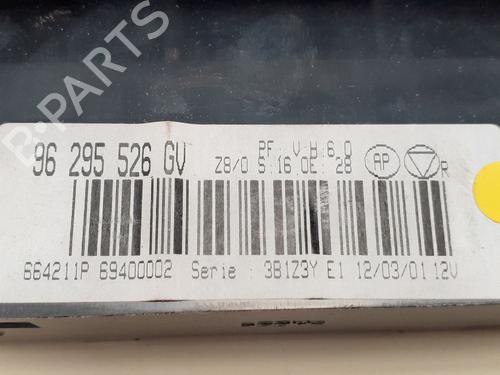 B-PARTS
PF V.H.6.0
96 295 526 GV Z8/0 S:16 OE: 28 AP R
664211P 69400002 Serie : 3B1Z3Y E1 12/03/01 12V